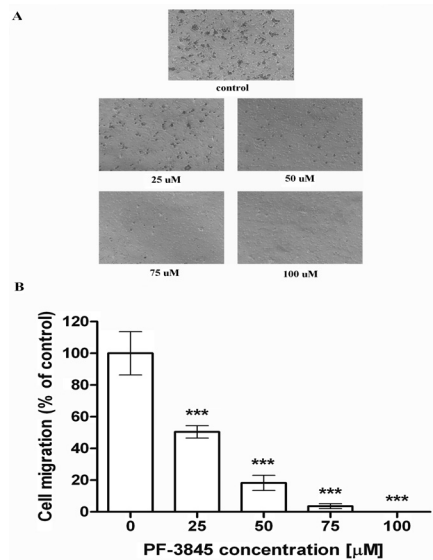 A
control
25 uM
50 uM
75 uM
100 uM
B
Cell migration (% of control)
120
100
80
60
40
20
0
***
***
***
***
0
25
50
75
100
PF-3845 concentration [µM]